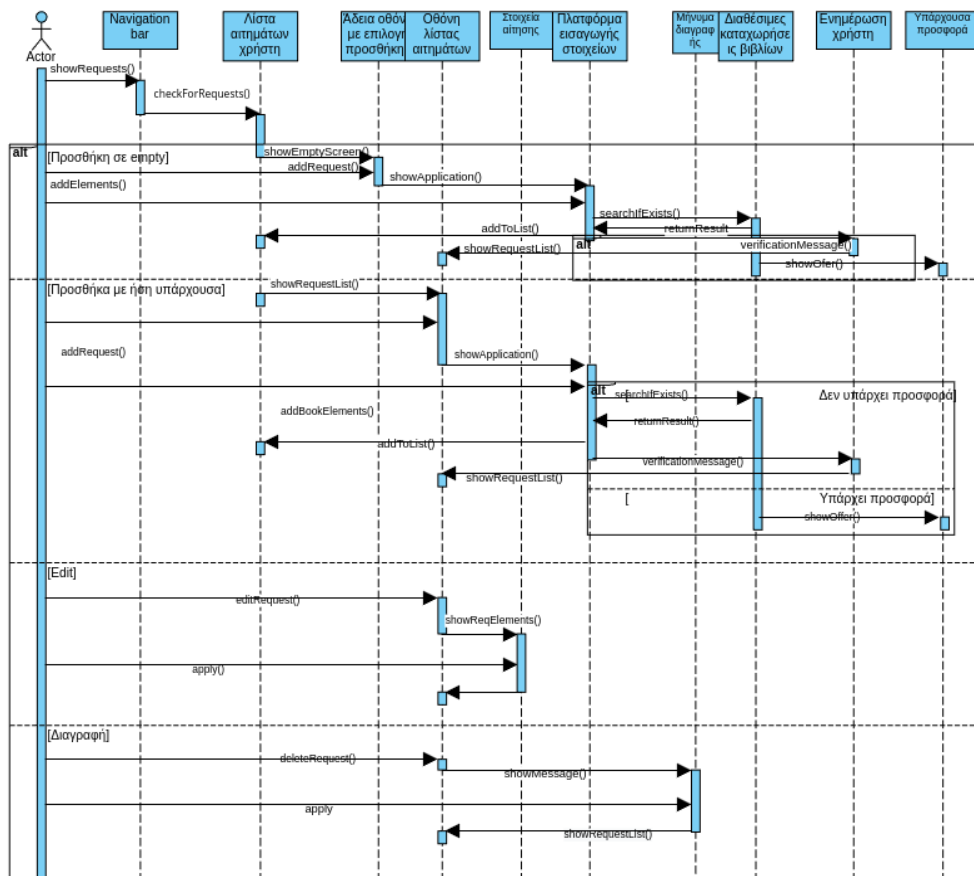 Actor
Navigation
bar
Λίστα
αιτημάτων
χρήστη
Άδεια οθόν
με επιλογή
προσθήκη
Οθόνη
λίστας
αιτημάτων
Στοιχεία
αίτησης
Πλατφόρμα
εισαγωγής
στοιχείων
Μήνυμα
διαγραφ
ής
Διαθέσιμες
καταχωρήσε
ις βιβλίων
Ενημέρωση
χρήστη
Υπάρχουσα
προσφορά
showRequests()
checkForRequests()
alt
[Προσθήκη σε empty]
showEmptyScreen()
addRequest()
showApplication()
addElements()
searchIfExists()
returnResult
addToList()
alt
verificationMessage()
showRequestList()
showOfer()
[Προσθήκα με ήση υπάρχουσα]
showRequestList()
addRequest()
showApplication()
alt
[
searchIfExists()
Δεν υπάρχει προσφορά]
addBookElements()
returnResult()
addToList()
verificationMessage()
showRequestList()
[
Υπάρχει προσφορά]
showOffer()
[Edit]
editRequest()
showReqElements()
apply()
[Διαγραφή]
deleteRequest()
showMessage()
apply
showRequestList()